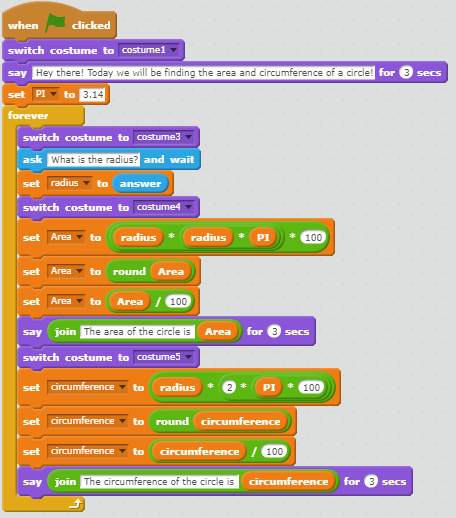 when clicked
switch costume to costume1
say Hey there! Today we will be finding the area and circumference of a circle! for 3 secs
set PI to 3.14
forever
switch costume to costume3
ask What is the radius? and wait
set radius to answer
switch costume to costume4
set Area to radius * radius * PI * 100
set Area to round Area
set Area to Area / 100
say join The area of the circle is Area for 3 secs
switch costume to costume5
set circumference to radius * 2 * PI * 100
set circumference to round circumference
set circumference to circumference / 100
say join The circumference of the circle is circumference for 3 secs